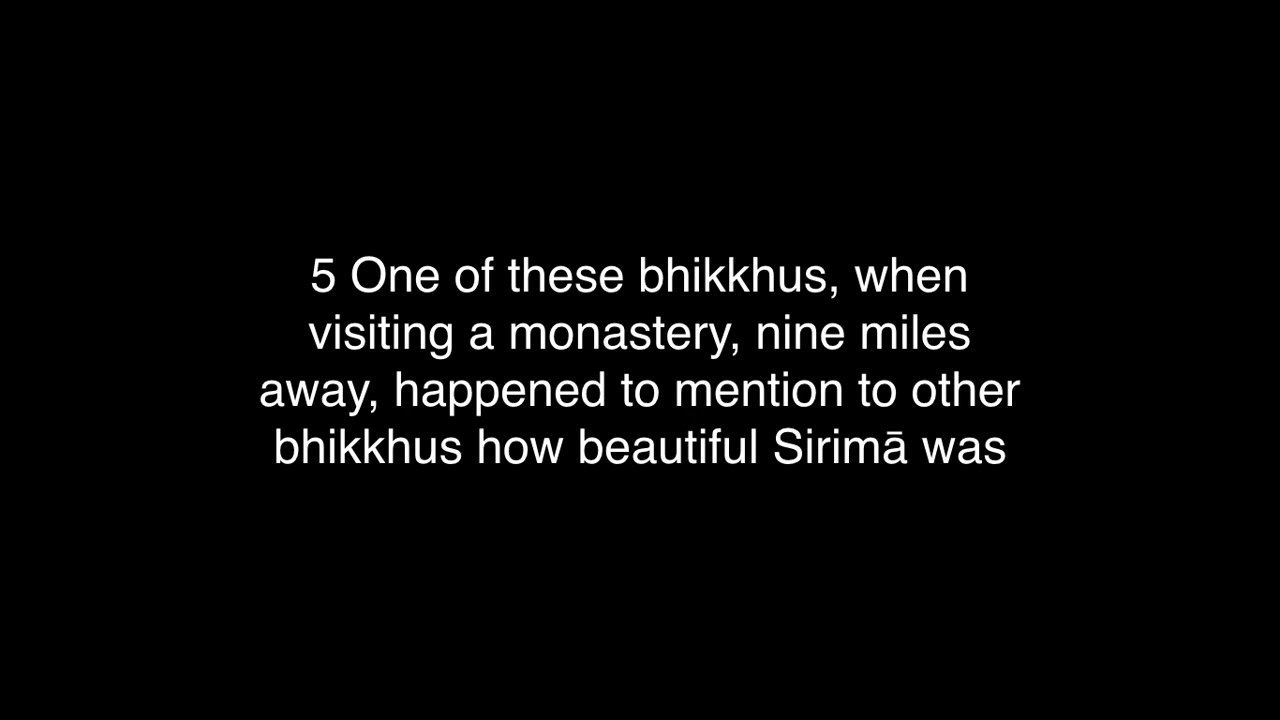 5 One of these bhikkhus, when
visiting a monastery, nine miles
away, happened to mention to other
bhikkhus how beautiful Sirimā was